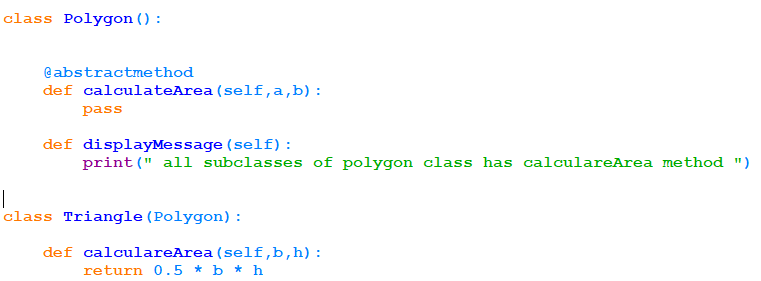 class Polygon():
    @abstractmethod
    def calculateArea(self,a,b):
        pass
    def displayMessage(self):
        print(" all subclasses of polygon class has calculareArea method ")
class Triangle(Polygon):
    def calculareArea(self,b,h):
        return 0.5 * b * h